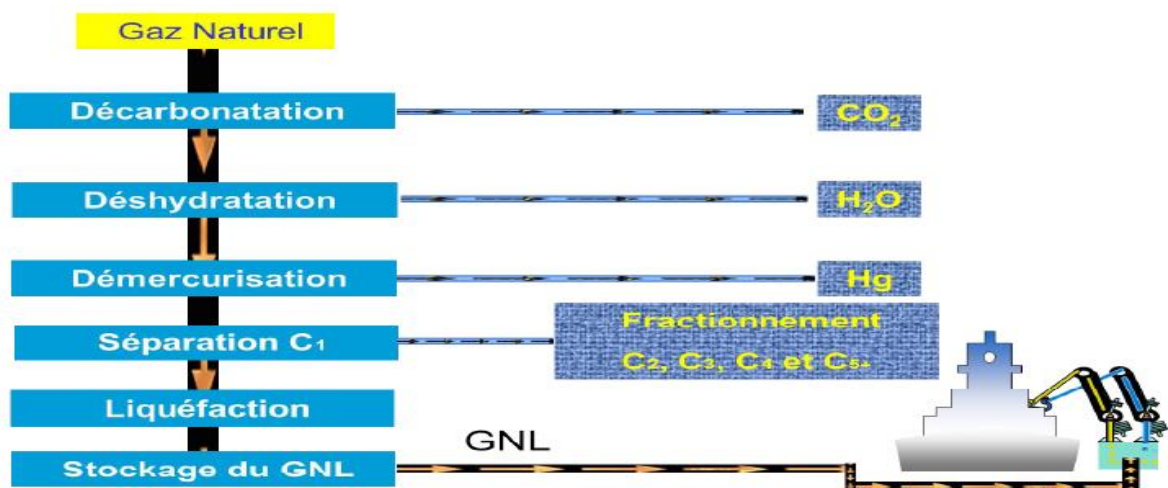 Gaz Naturel
Décarbonatation
CO₂
Déshydratation
H₂O
Démercurisation
Hg
Séparation C₁
Fractionnement
C₂, C₃, C₄ et C₅₊
Liquéfaction
GNL
Stockage du GNL